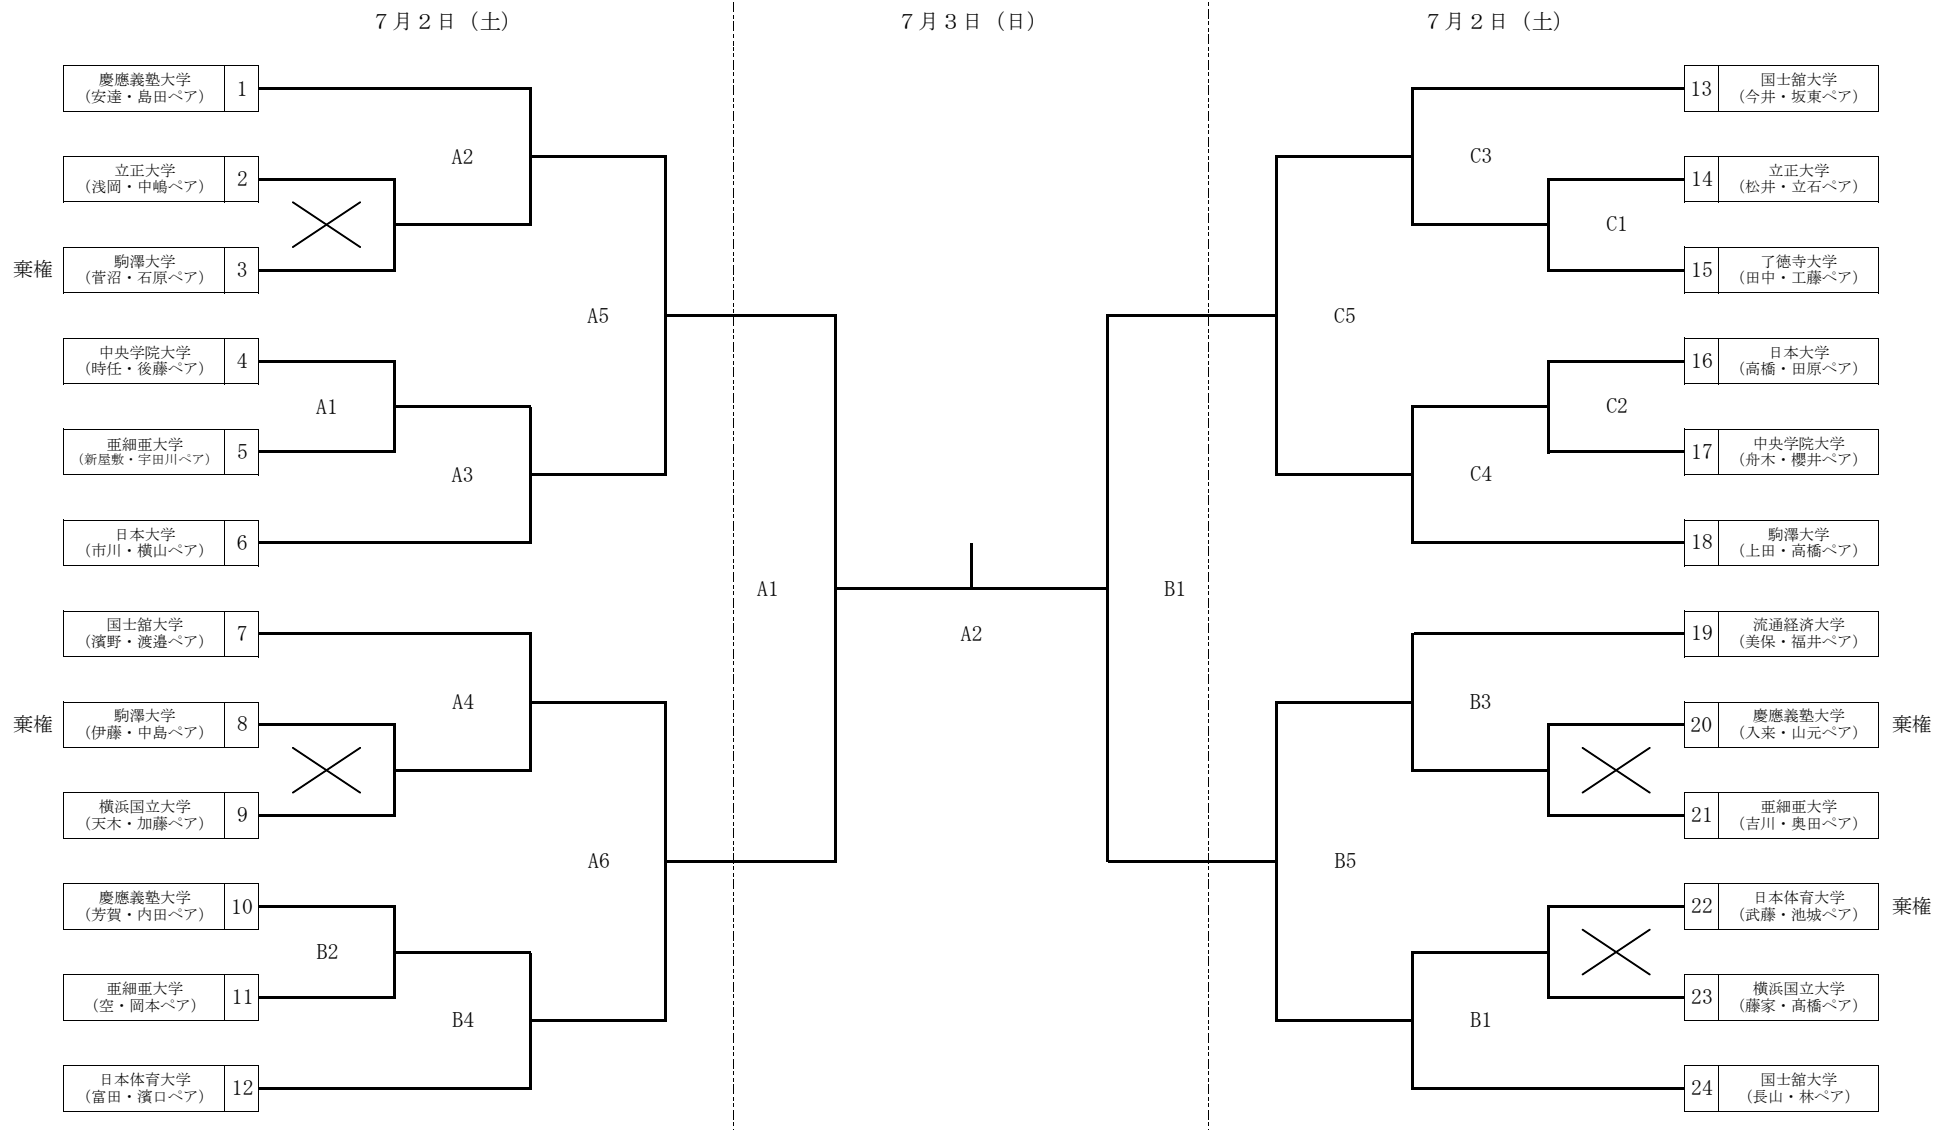 ７月２日（土）
７月３日（日）
７月２日（土）
慶應義塾大学
（安達・島田ペア）
1
立正大学
（浅岡・中嶋ペア）
2
棄権
駒澤大学
（菅沼・石原ペア）
3
中央学院大学
（時任・後藤ペア）
4
亜細亜大学
（新屋敷・宇田川ペア）
5
日本大学
（市川・横山ペア）
6
国士舘大学
（濱野・渡邉ペア）
7
棄権
駒澤大学
（伊藤・中島ペア）
8
横浜国立大学
（天木・加藤ペア）
9
慶應義塾大学
（芳賀・内田ペア）
10
亜細亜大学
（空・岡本ペア）
11
日本体育大学
（富田・濱口ペア）
12
A2
A1
A3
A4
B2
B4
A5
A6
A1
A2
B1
C5
B5
C3
C1
C2
C4
B3
B1
13
国士舘大学
（今井・坂東ペア）
14
立正大学
（松井・立石ペア）
15
了徳寺大学
（田中・工藤ペア）
16
日本大学
（高橋・田原ペア）
17
中央学院大学
（舟木・櫻井ペア）
18
駒澤大学
（上田・高橋ペア）
19
流通経済大学
（美保・福井ペア）
20
慶應義塾大学
（入来・山元ペア）
棄権
21
亜細亜大学
（吉川・奥田ペア）
22
日本体育大学
（武藤・池城ペア）
棄権
23
横浜国立大学
（藤家・髙橋ペア）
24
国士舘大学
（長山・林ペア）